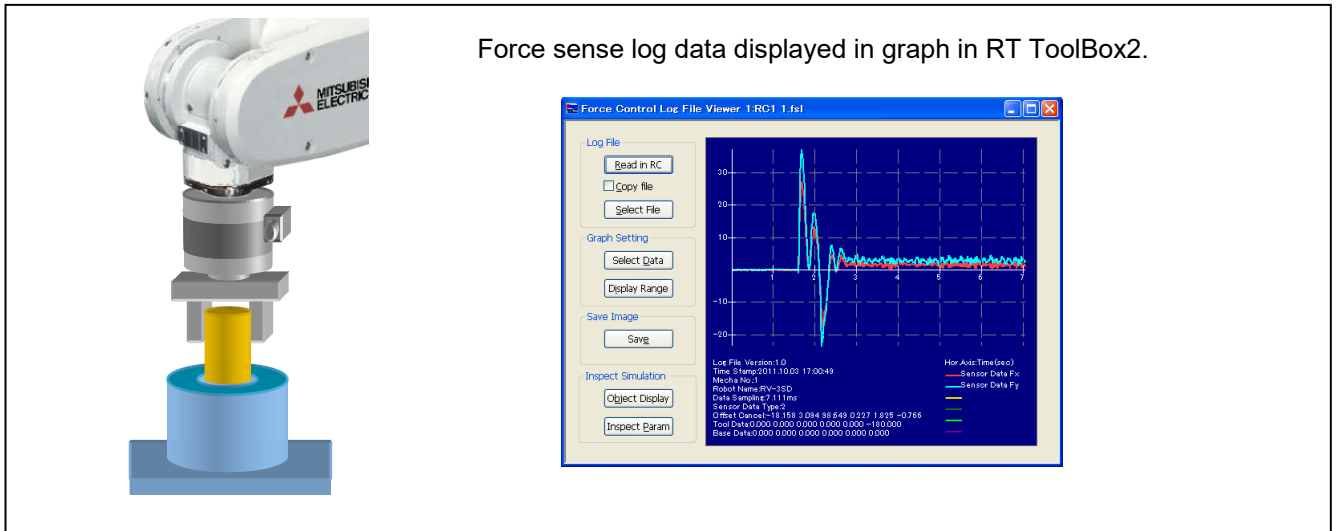 Force sense log data displayed in graph in RT ToolBox2.
MITSUBISHI
ELECTRIC
Force Control Log File Viewer 1:RC1 1.fsl
Log File
Read in RC
Copy file
Select File
Graph Setting
Select Data
Display Range
Save Image
Save
Inspect Simulation
Object Display
Inspect Param
30
20
10
-10
-20
1 2 3 4 5 6 7
Log File Version:1.0
Time Stamp:2011.10.03 17:00:49
Mecha No.:1
Robot Name:RV-3SD
Data Sampling:7.111ms
Sensor Data Type:2
Offset Cancel:-18.158 3.094 98.649 0.227 1.825 -0.766
Tool Data:0.000 0.000 0.000 0.000 0.000 -180.000
Base Data:0.000 0.000 0.000 0.000 0.000 0.000
Hor.Axis:Time(sec)
Sensor Data Fx
Sensor Data Fy